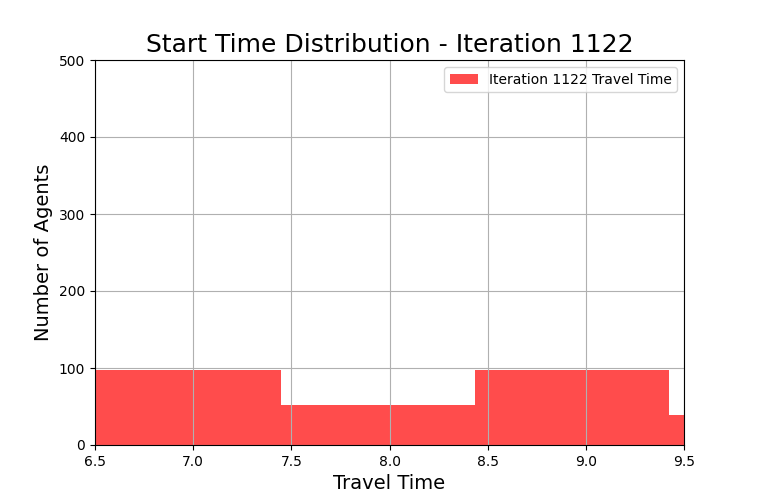 Start Time Distribution - Iteration 1122
Iteration 1122 Travel Time
Number of Agents
500
400
300
200
100
0
6.5 7.0 7.5 8.0 8.5 9.0 9.5
Travel Time